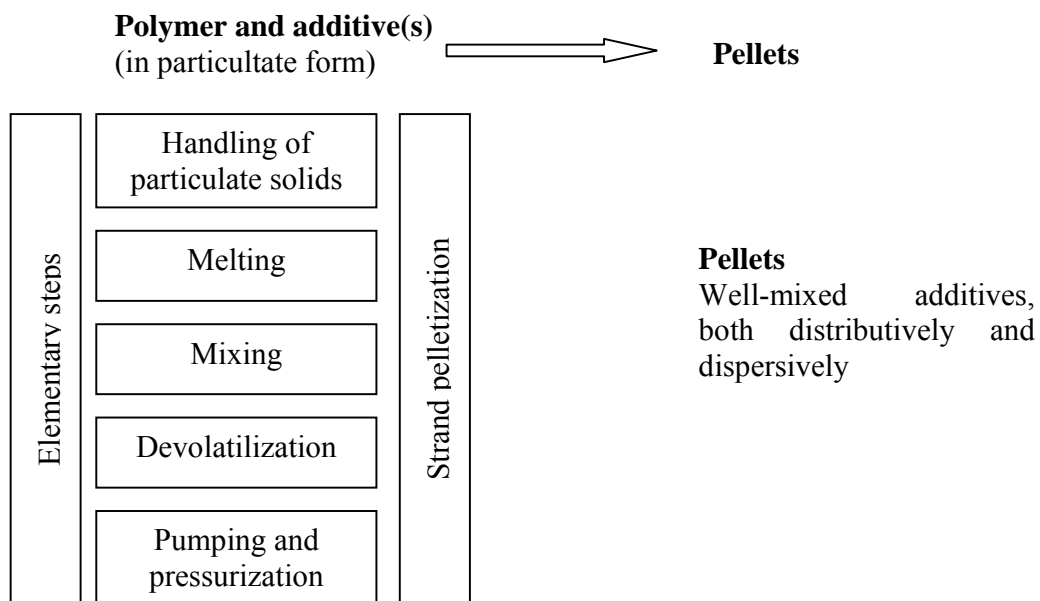 Polymer and additive(s)
(in particultate form)
Pellets
Elementary steps
Handling of
particulate solids
Melting
Mixing
Devolatilization
Pumping and
pressurization
Strand pelletization
Pellets
Well-mixed additives,
both distributively and
dispersively